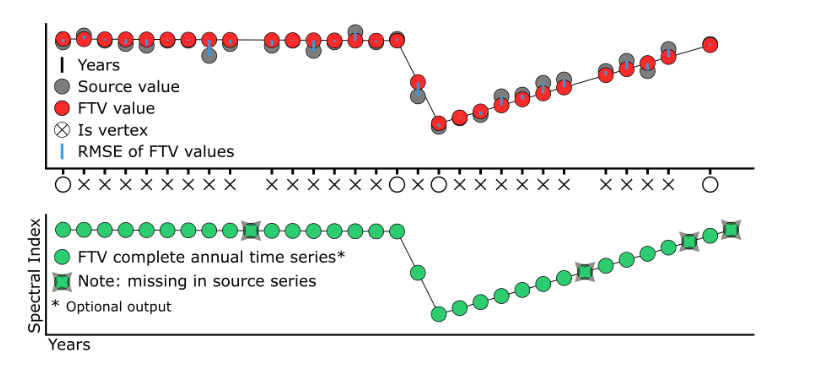 Years
Source value
FTV value
Is vertex
RMSE of FTV values
Spectral Index
FTV complete annual time series*
Note: missing in source series
* Optional output
Years